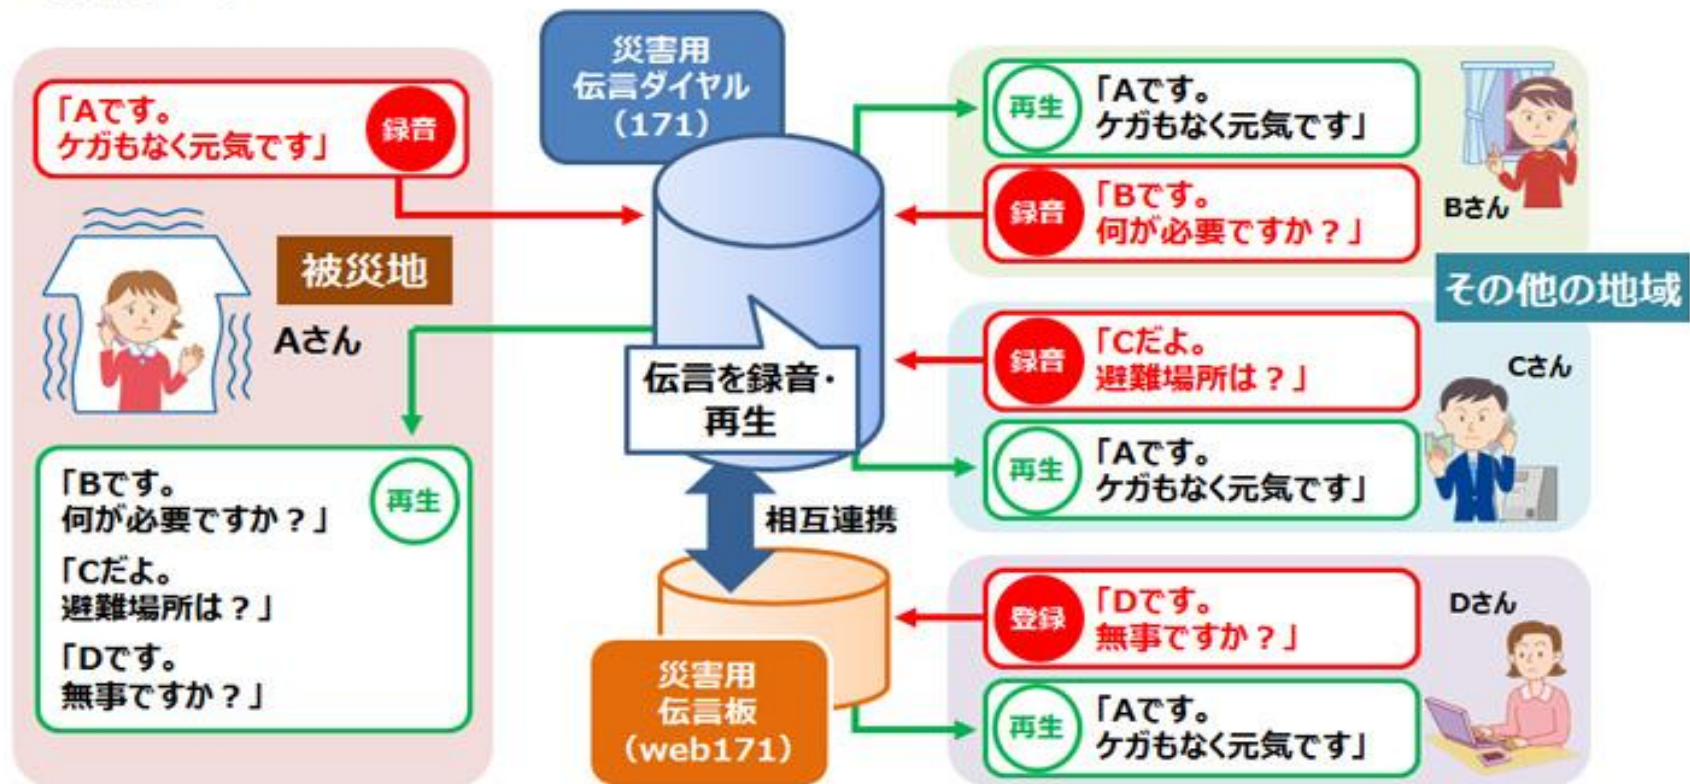 「Aです。
ケガもなく元気です」
録音
被災地
Aさん
「Bです。
何が必要ですか？」
再生
「Cだよ。
避難場所は？」
「Dです。
無事ですか？」
災害用
伝言ダイヤル
（171）
伝言を録音・
再生
相互連携
災害用
伝言板
（web171）
再生
「Aです。
ケガもなく元気です」
録音
「Bです。
何が必要ですか？」
Bさん
その他の地域
録音
「Cだよ。
避難場所は？」
Cさん
再生
「Aです。
ケガもなく元気です」
登録
「Dです。
無事ですか？」
Dさん
再生
「Aです。
ケガもなく元気です」